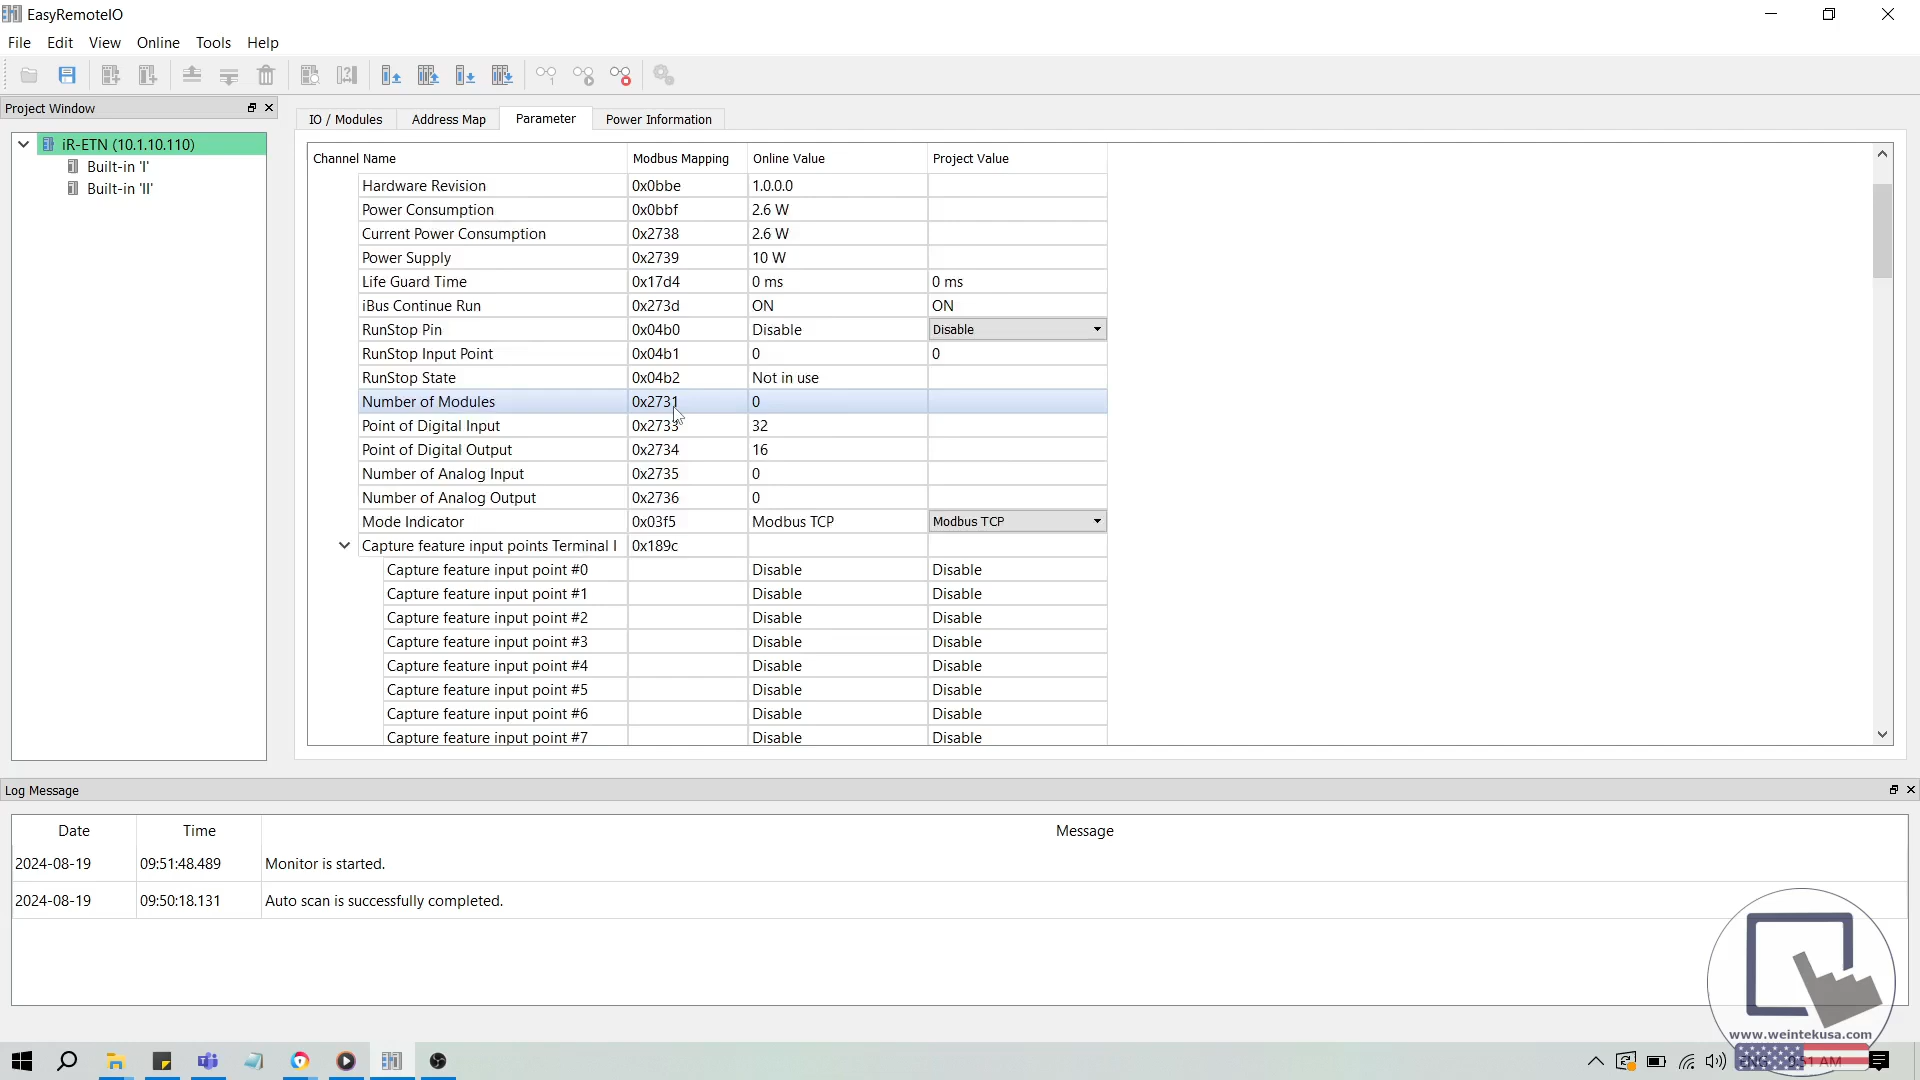 EasyRemoteIO
File Edit View Online Tools Help
Project Window
iR-ETN (10.1.10.110)
Built-in 'I'
Built-in 'II'
IO / Modules Address Map Parameter Power Information
Channel Name Modbus Mapping Online Value Project Value
Hardware Revision 0x0bbe 1.0.0.0
Power Consumption 0x0bbf 2.6 W
Current Power Consumption 0x2738 2.6 W
Power Supply 0x2739 10 W
Life Guard Time 0x17d4 0 ms 0 ms
iBus Continue Run 0x273d ON ON
RunStop Pin 0x04b0 Disable Disable
RunStop Input Point 0x04b1 0 0
RunStop State 0x04b2 Not in use
Number of Modules 0x2731 0
Point of Digital Input 0x2733 32
Point of Digital Output 0x2734 16
Number of Analog Input 0x2735 0
Number of Analog Output 0x2736 0
Mode Indicator 0x03f5 Modbus TCP Modbus TCP
Capture feature input points Terminal I 0x189c
Capture feature input point #0 Disable Disable
Capture feature input point #1 Disable Disable
Capture feature input point #2 Disable Disable
Capture feature input point #3 Disable Disable
Capture feature input point #4 Disable Disable
Capture feature input point #5 Disable Disable
Capture feature input point #6 Disable Disable
Capture feature input point #7 Disable Disable
Log Message
Date Time Message
2024-08-19 09:51:48.489 Monitor is started.
2024-08-19 09:50:18.131 Auto scan is successfully completed.
www.weintekusa.com
9:51 AM